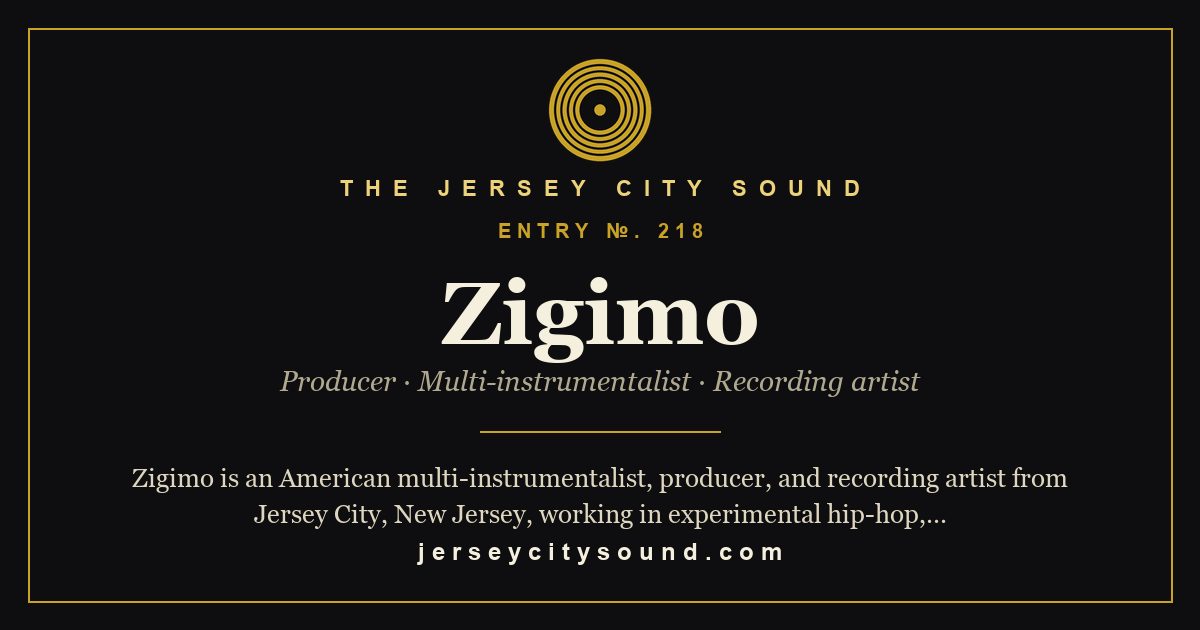 THE JERSEY CITY SOUND
ENTRY №. 218
Zigimo
Producer · Multi-instrumentalist · Recording artist
Zigimo is an American multi-instrumentalist, producer, and recording artist from
Jersey City, New Jersey, working in experimental hip-hop,...
jerseycitysound.com